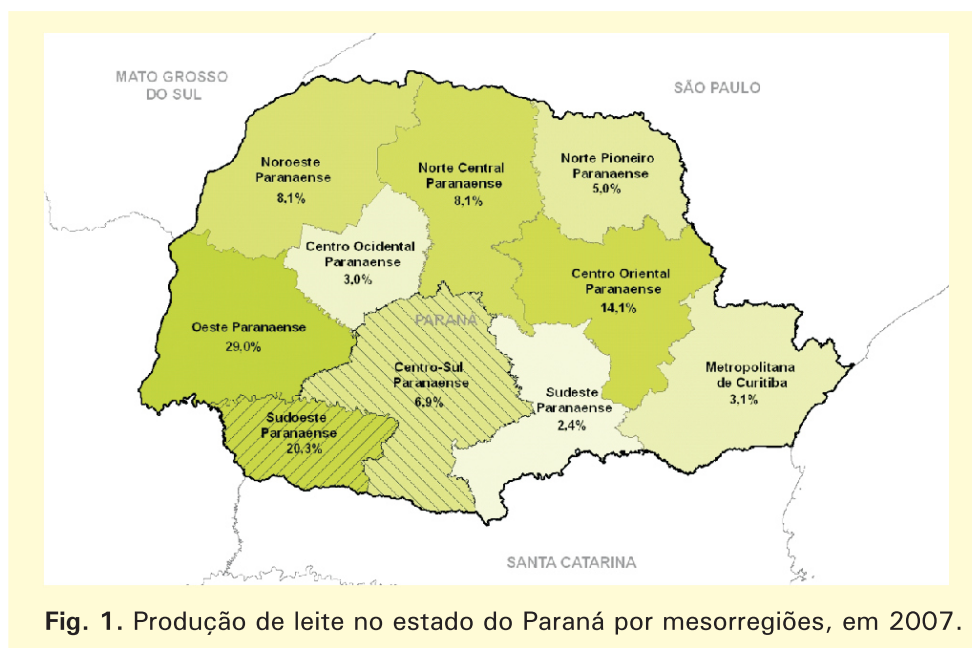 MATO GROSSO
DO SUL
SÃO PAULO
Noroeste
Paranaense
8,1%
Norte Central
Paranaense
8,1%
Norte Pioneiro
Paranaense
5,0%
Centro Ocidental
Paranaense
3,0%
Centro Oriental
Paranaense
14,1%
Oeste Paranaense
29,0%
PARANÁ
Centro-Sul
Paranaense
6,9%
Metropolitana
de Curitiba
3,1%
Sudeste
Paranaense
2,4%
Sudoeste
Paranaense
20,3%
SANTA CATARINA
Fig. 1. Produção de leite no estado do Paraná por mesorregiões, em 2007.